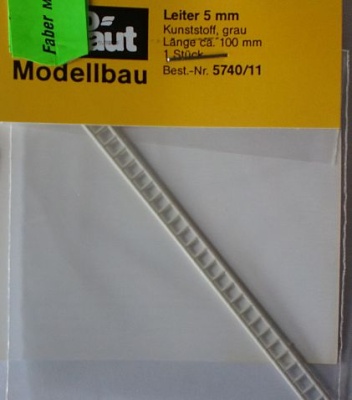 Faber M
aut
Modellbau
Leiter 5 mm
Kunststoff, grau
Länge ca. 100 mm
1 Stück
Best.-Nr. 5740/11